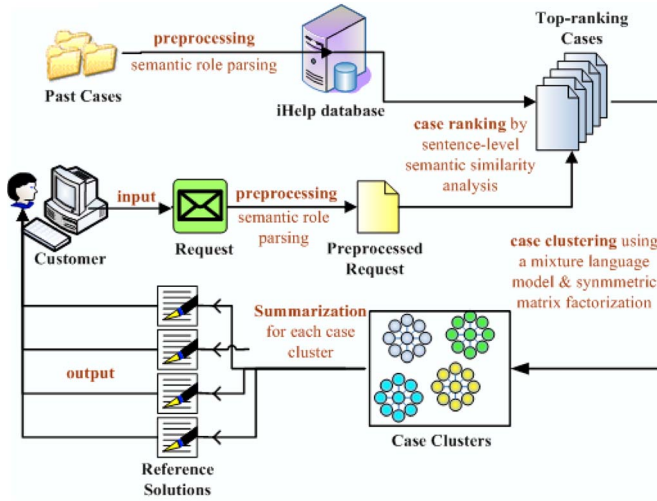 preprocessing
semantic role parsing
Past Cases
iHelp database
Top-ranking
Cases
case ranking by
sentence-level
semantic similarity
analysis
input
preprocessing
semantic role
parsing
Customer
Request
Preprocessed
Request
case clustering using
a mixture language
model & synmmetric
matrix factorization
Summarization
for each case
cluster
output
Case Clusters
Reference
Solutions